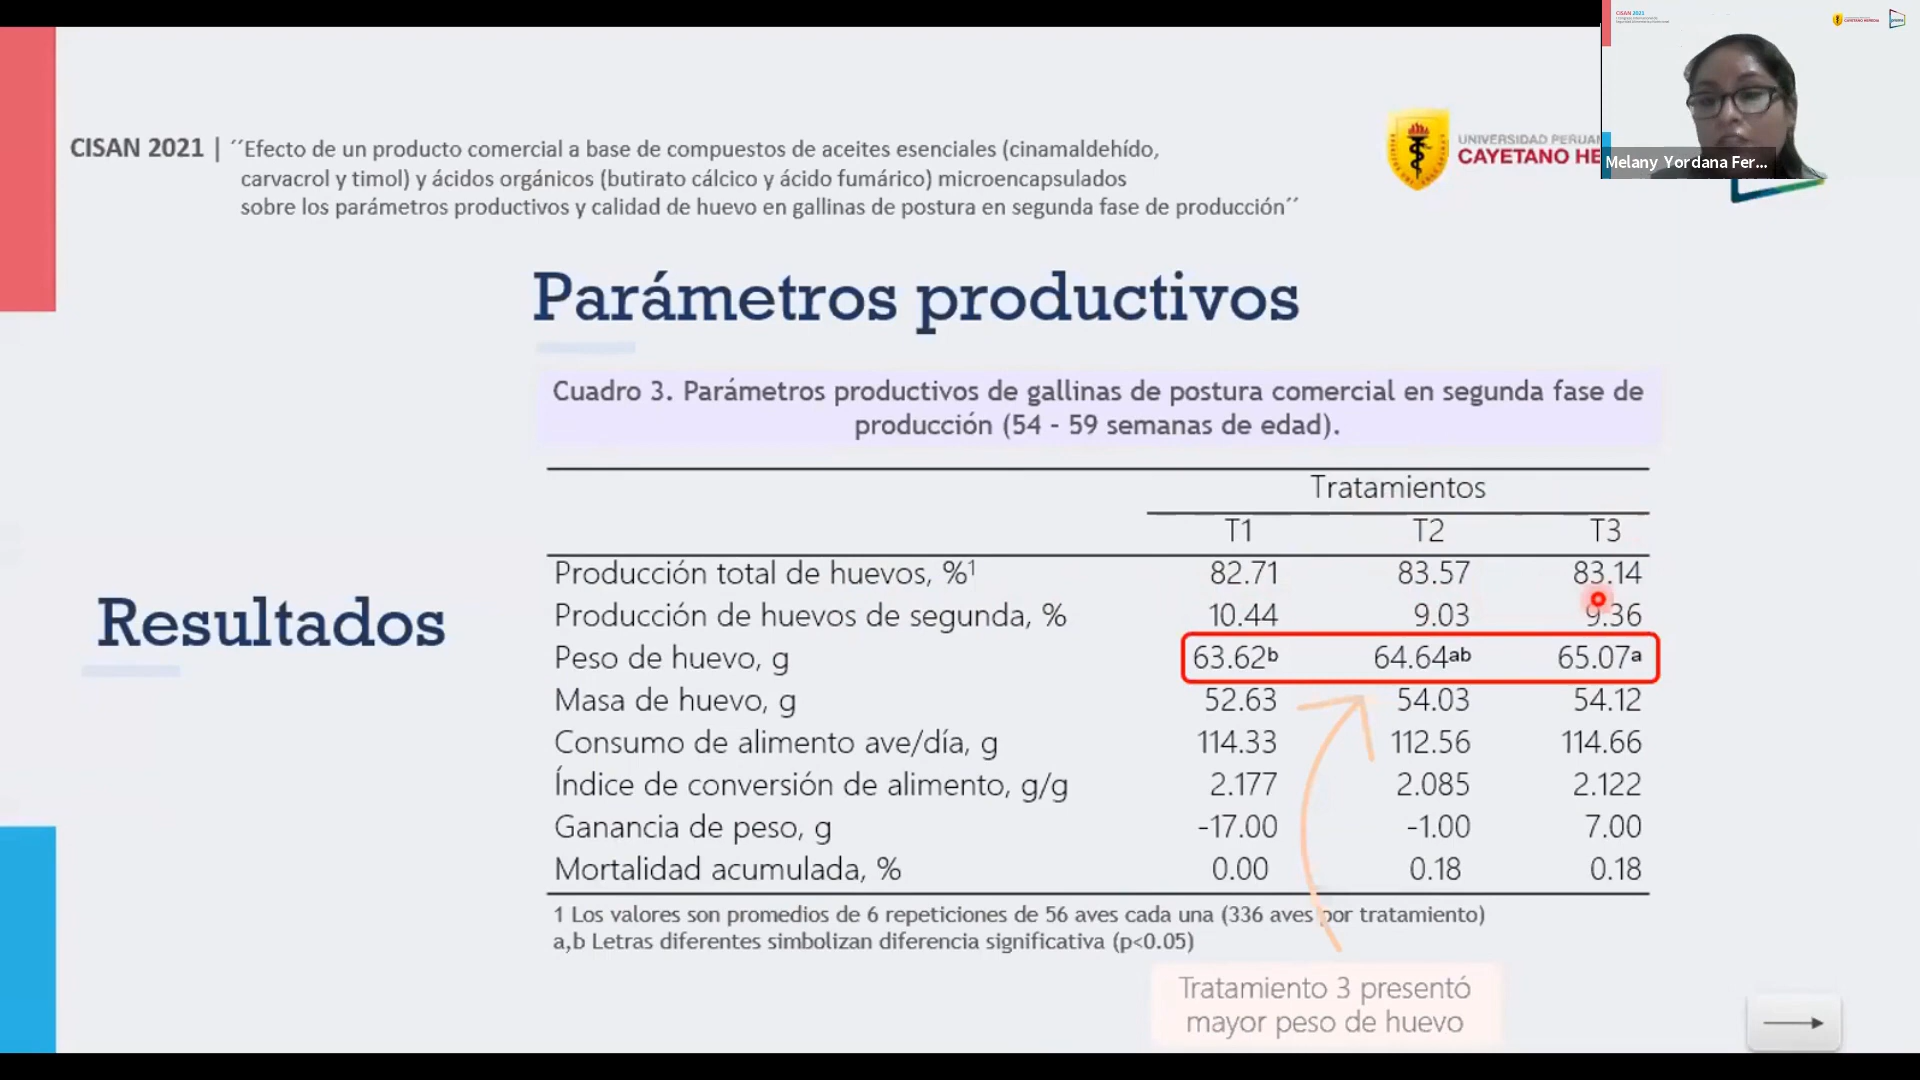 CISAN 2021
CISAN 2021 | ´´Efecto de un producto comercial a base de compuestos de aceites esenciales (cinamaldehído,
carvacrol y timol) y ácidos orgánicos (butirato cálcico y ácido fumárico) microencapsulados
sobre los parámetros productivos y calidad de huevo en gallinas de postura en segunda fase de producción´´
UNIVERSIDAD PERUA
CAYETANO HE
Melany Yordana Fer...
Parámetros productivos
Cuadro 3. Parámetros productivos de gallinas de postura comercial en segunda fase de
producción (54 - 59 semanas de edad).
Tratamientos
T1 T2 T3
Producción total de huevos, %¹ 82.71 83.57 83.14
Producción de huevos de segunda, % 10.44 9.03 9.36
Peso de huevo, g 63.62ᵇ 64.64ᵃᵇ 65.07ᵃ
Masa de huevo, g 52.63 54.03 54.12
Consumo de alimento ave/día, g 114.33 112.56 114.66
Índice de conversión de alimento, g/g 2.177 2.085 2.122
Ganancia de peso, g -17.00 -1.00 7.00
Mortalidad acumulada, % 0.00 0.18 0.18
1 Los valores son promedios de 6 repeticiones de 56 aves cada una (336 aves por tratamiento)
a,b Letras diferentes simbolizan diferencia significativa (p<0.05)
Resultados
Tratamiento 3 presentó
mayor peso de huevo